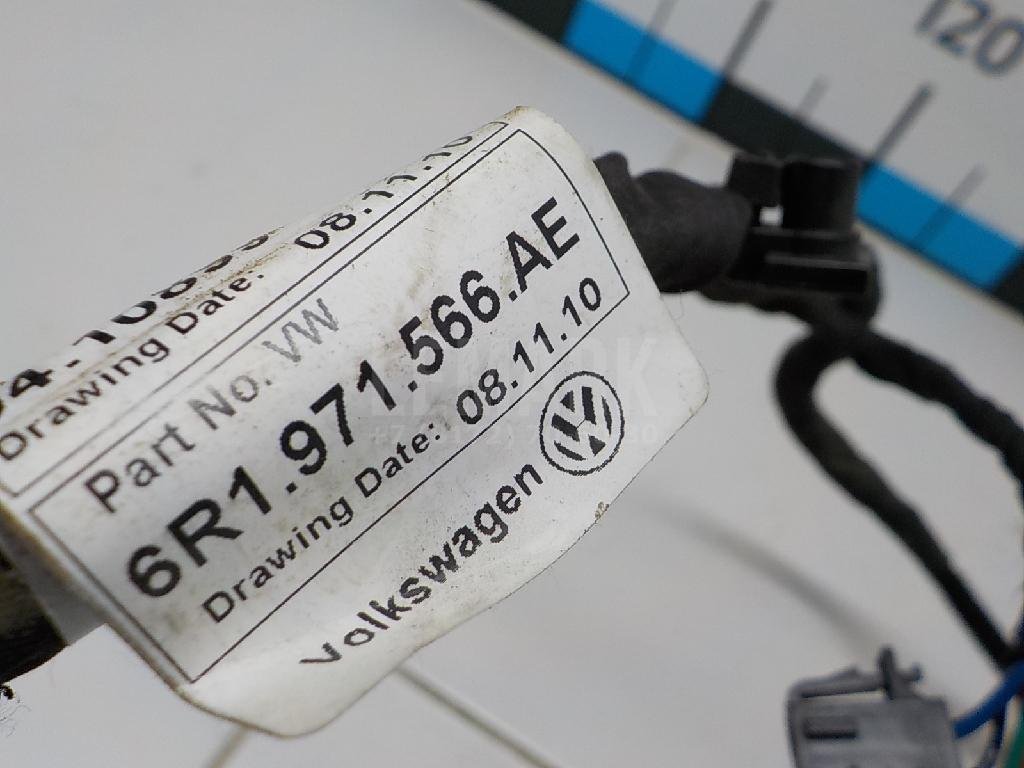 120
Drawing Date: 08.11.10
Part No. VW
6R1.971.566.AE
Drawing Date: 08.11.10
Volkswagen